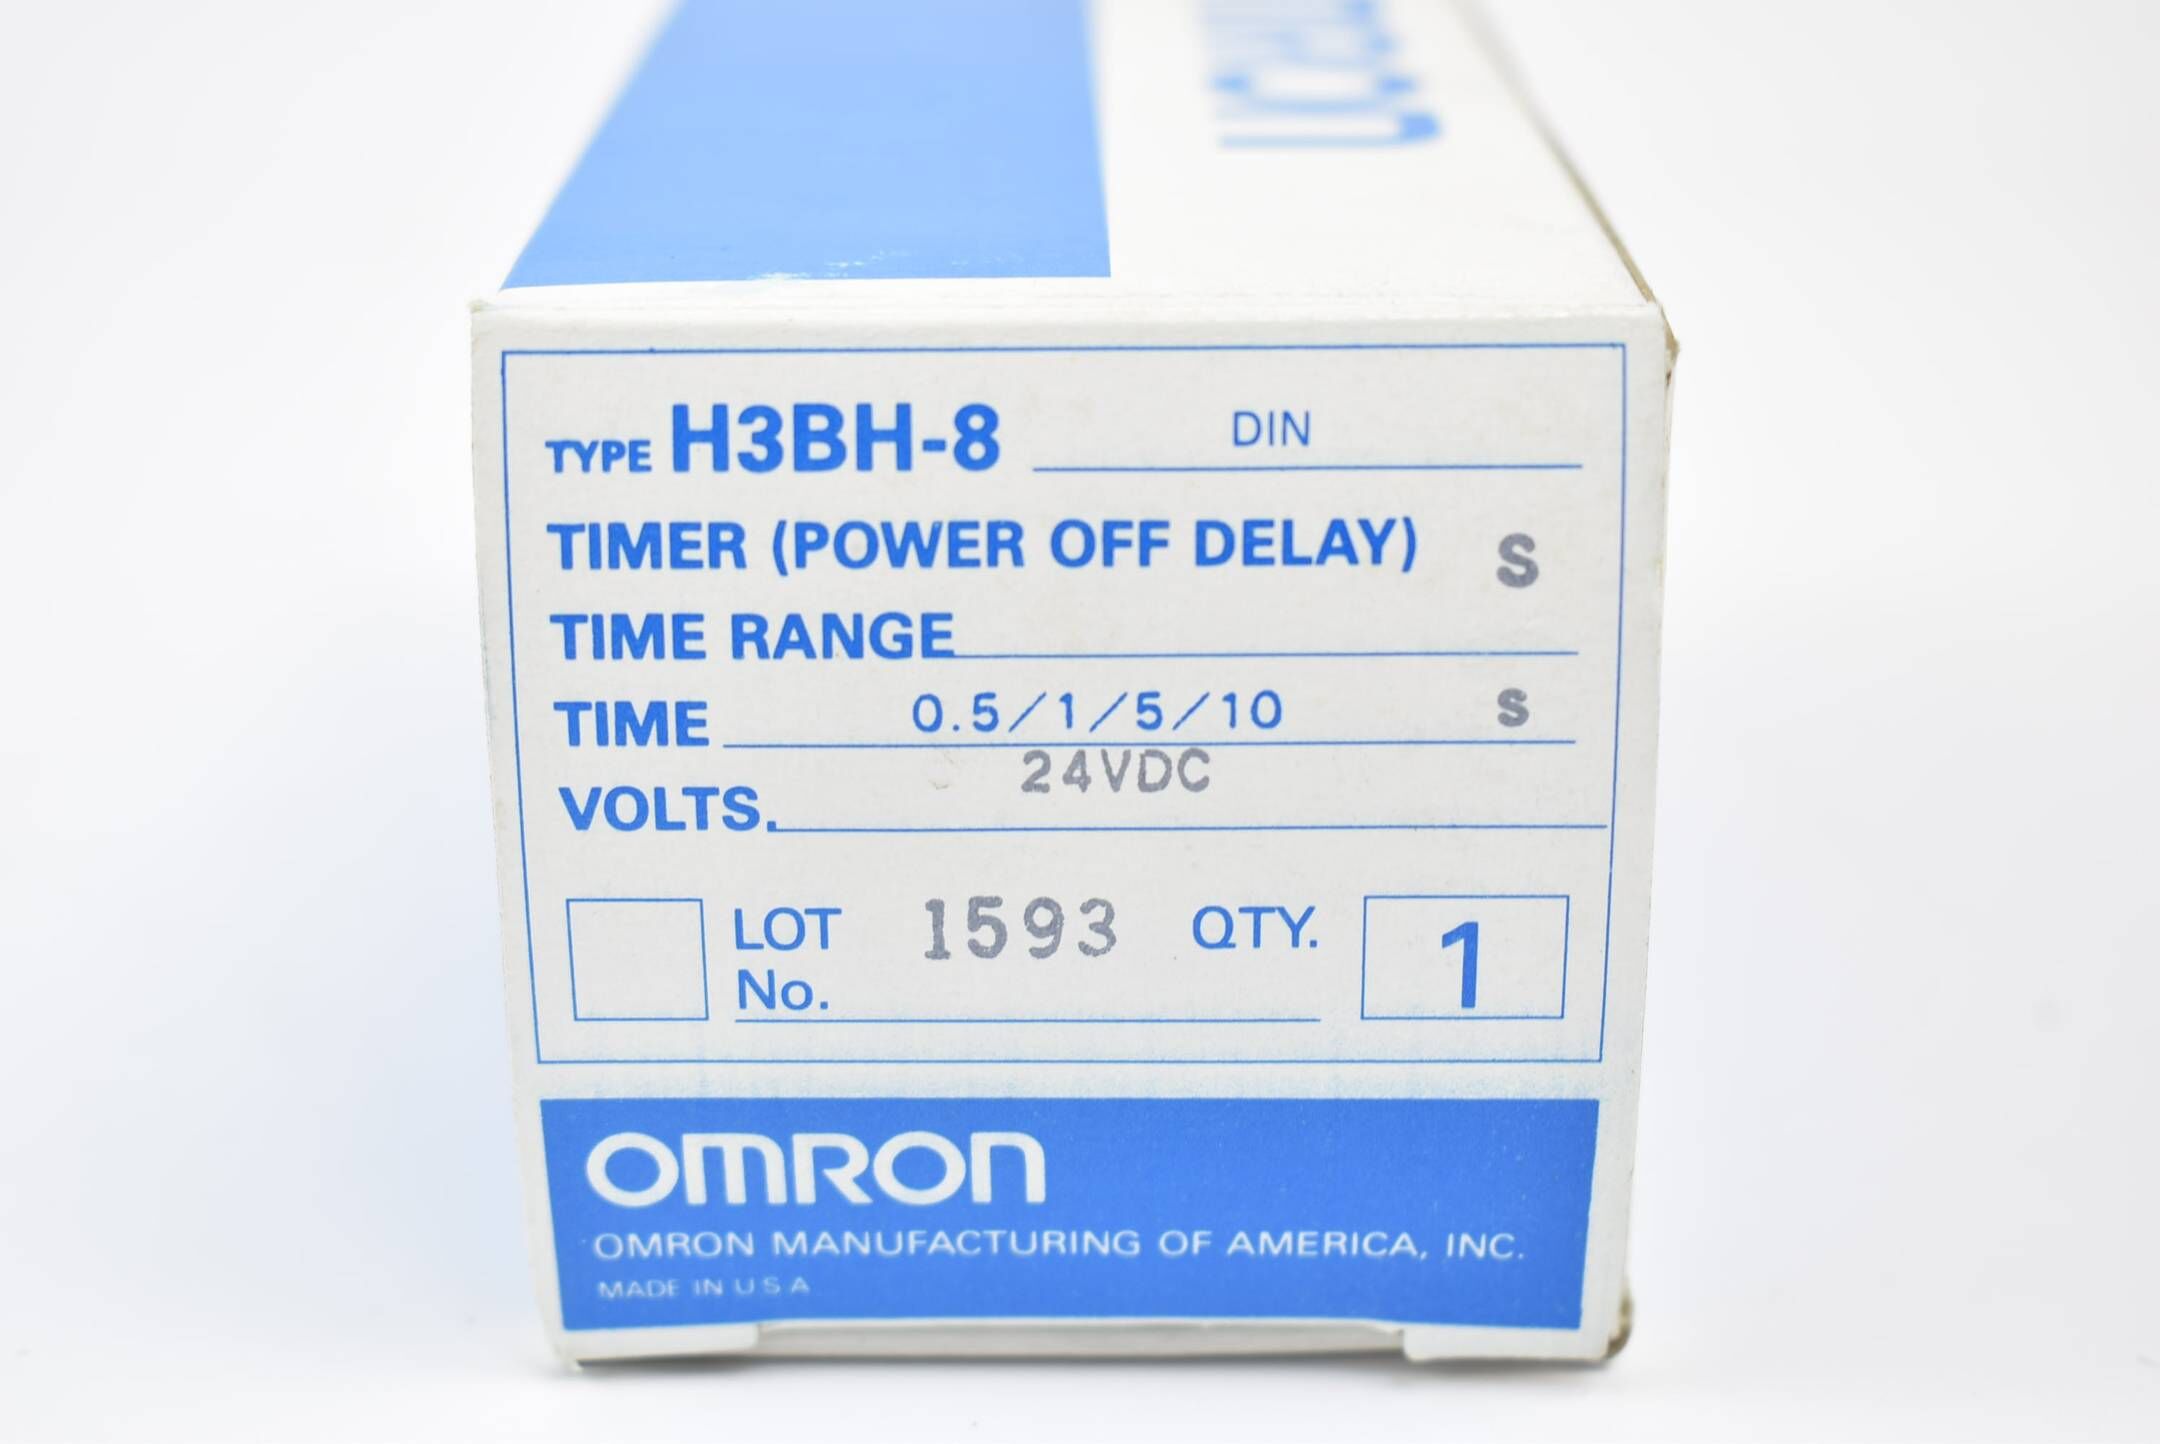 omron
TYPE H3BH-8 DIN
TIMER (POWER OFF DELAY) S
TIME RANGE
TIME 0.5/1/5/10 S
24VDC
VOLTS.
LOT No. 1593 QTY. 1
OMRON
OMRON MANUFACTURING OF AMERICA, INC.
MADE IN U S A